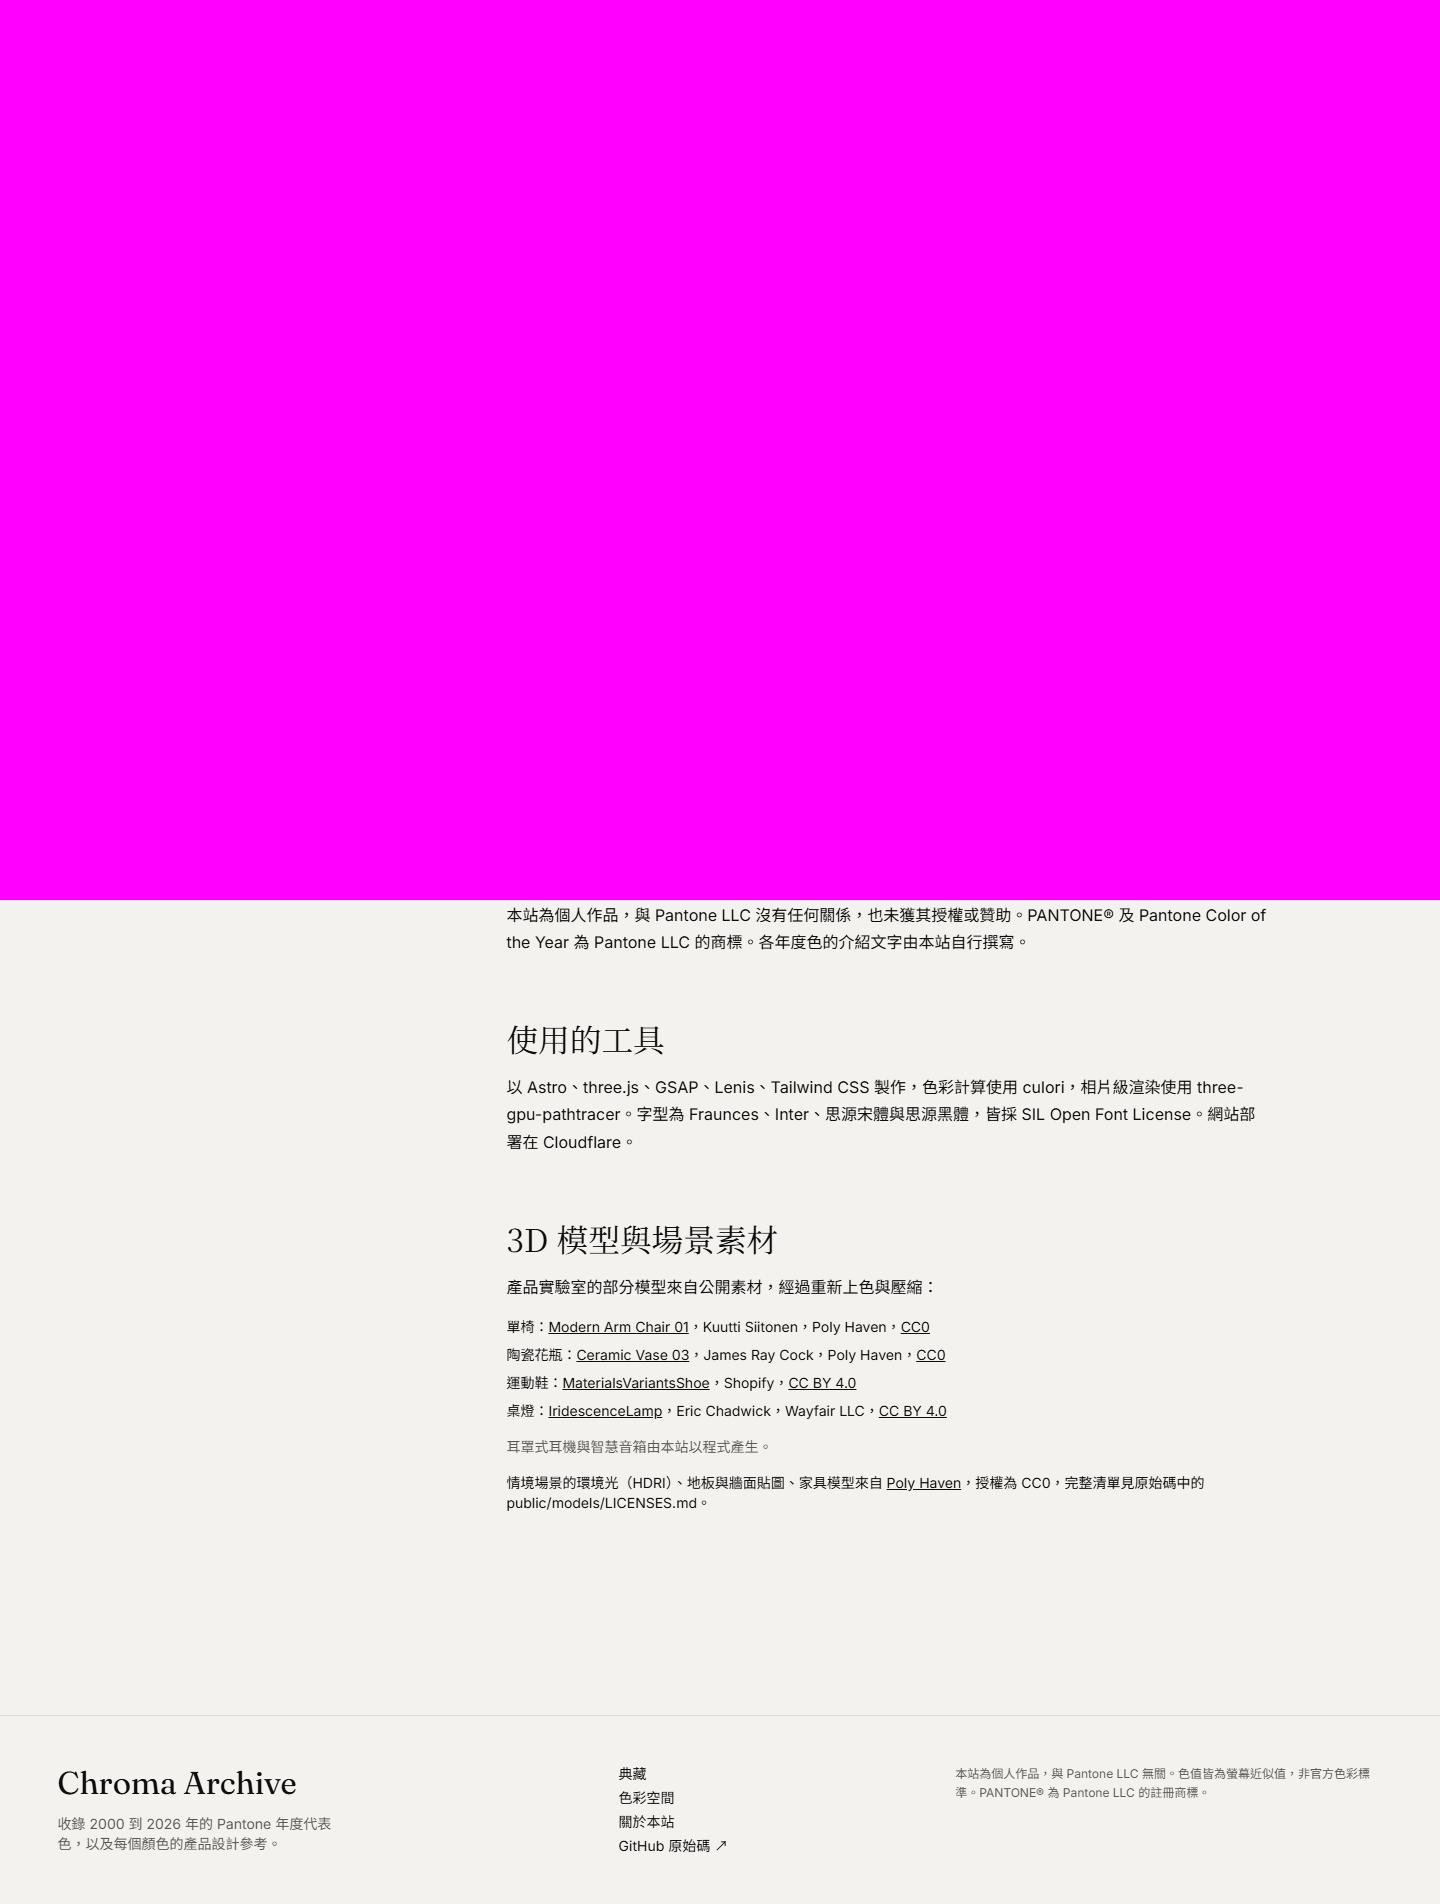 本站為個人作品，與 Pantone LLC 沒有任何關係，也未獲其授權或贊助。PANTONE® 及 Pantone Color of
the Year 為 Pantone LLC 的商標。各年度色的介紹文字由本站自行撰寫。
使用的工具
以 Astro、three.js、GSAP、Lenis、Tailwind CSS 製作，色彩計算使用 culori，相片級渲染使用 three-
gpu-pathtracer。字型為 Fraunces、Inter、思源宋體與思源黑體，皆採 SIL Open Font License。網站部
署在 Cloudflare。
3D 模型與場景素材
產品實驗室的部分模型來自公開素材，經過重新上色與壓縮：
單椅：Modern Arm Chair 01，Kuutti Siitonen，Poly Haven，CC0
陶瓷花瓶：Ceramic Vase 03，James Ray Cock，Poly Haven，CC0
運動鞋：MaterialsVariantsShoe，Shopify，CC BY 4.0
桌燈：IridescenceLamp，Eric Chadwick，Wayfair LLC，CC BY 4.0
耳罩式耳機與智慧音箱由本站以程式產生。
情境場景的環境光（HDRI）、地板與牆面貼圖、家具模型來自 Poly Haven，授權為 CC0，完整清單見原始碼中的
public/models/LICENSES.md。
Chroma Archive
收錄 2000 到 2026 年的 Pantone 年度代表
色，以及每個顏色的產品設計參考。
典藏
色彩空間
關於本站
GitHub 原始碼 ↗
本站為個人作品，與 Pantone LLC 無關。色值皆為螢幕近似值，非官方色彩標
準。PANTONE® 為 Pantone LLC 的註冊商標。